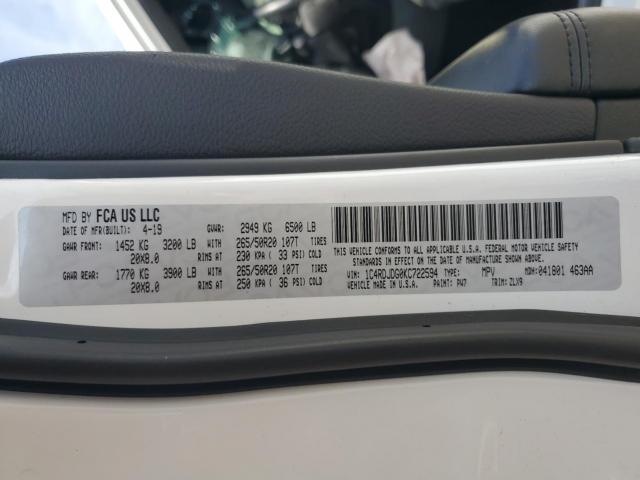 MFD BY FCA US LLC
DATE OF MFR(BUILT): 4-19 GVWR: 2949 KG 6500 LB
GAWR FRONT: 1452 KG 3200 LB WITH 265/50R20 107T TIRES
20X8.0 RIMS AT 230 KPA ( 33 PSI) COLD
GAWR REAR: 1770 KG 3900 LB WITH 265/50R20 107T TIRES
20X8.0 RIMS AT 250 KPA ( 36 PSI) COLD
THIS VEHICLE CONFORMS TO ALL APPLICABLE U.S.A. FEDERAL MOTOR VEHICLE SAFETY
STANDARDS IN EFFECT ON THE DATE OF MANUFACTURE SHOWN ABOVE.
VIN: 1C4RDJDG0KC722594 TYPE: MPV MDH: 041801 463AA
VEHICLE MADE IN U.S.A. PAINT: PW7 TRIM: ZLX9